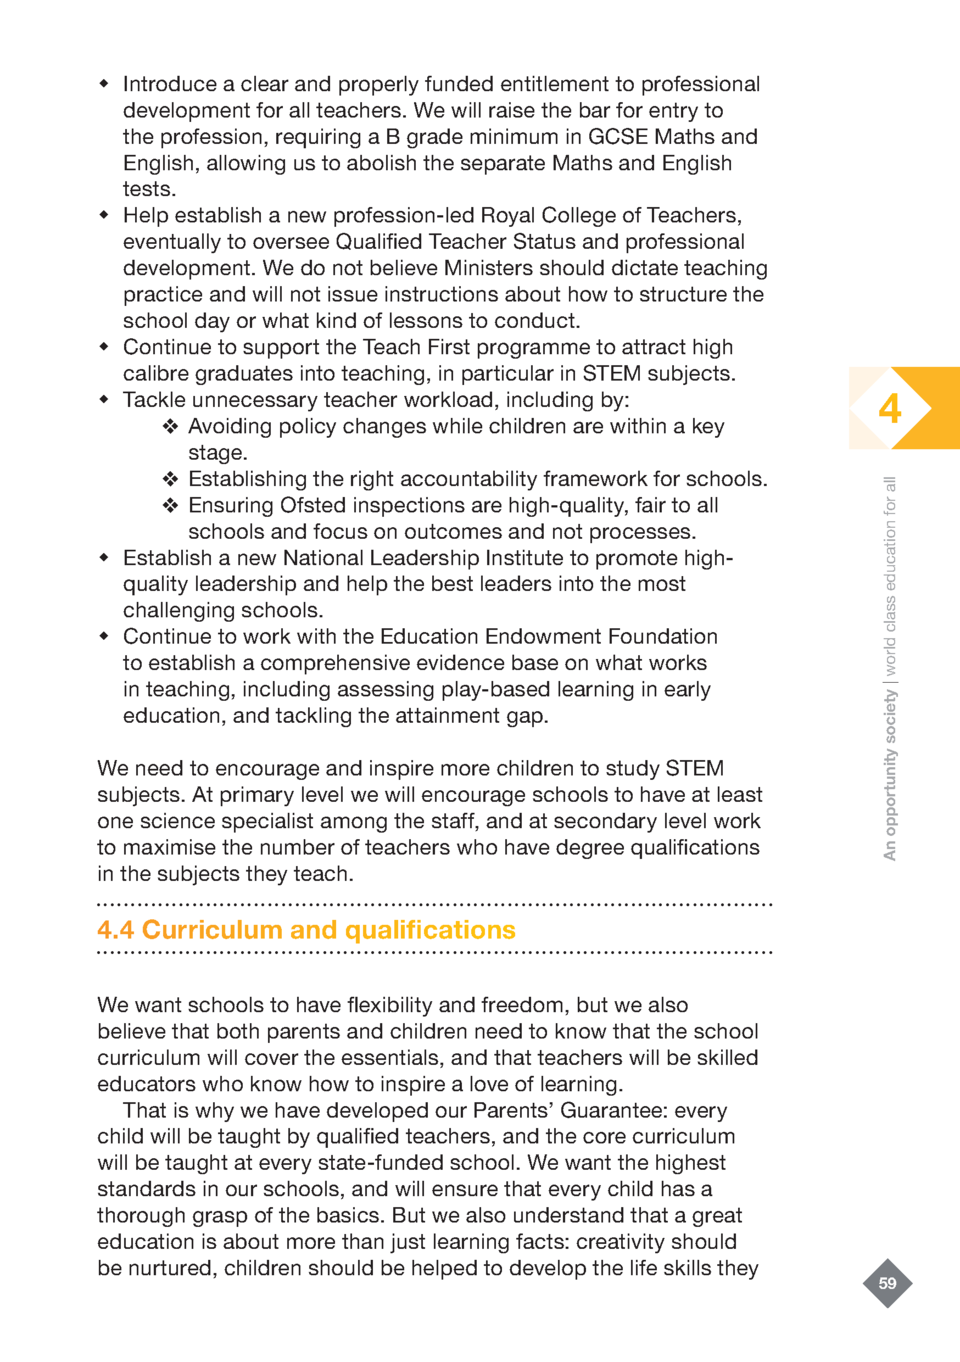 ◆ Introduce a clear and properly funded entitlement to professional
development for all teachers. We will raise the bar for entry to
the profession, requiring a B grade minimum in GCSE Maths and
English, allowing us to abolish the separate Maths and English
tests.
◆ Help establish a new profession-led Royal College of Teachers,
eventually to oversee Qualified Teacher Status and professional
development. We do not believe Ministers should dictate teaching
practice and will not issue instructions about how to structure the
school day or what kind of lessons to conduct.
◆ Continue to support the Teach First programme to attract high
calibre graduates into teaching, in particular in STEM subjects.
◆ Tackle unnecessary teacher workload, including by:
❖ Avoiding policy changes while children are within a key
stage.
❖ Establishing the right accountability framework for schools.
❖ Ensuring Ofsted inspections are high-quality, fair to all
schools and focus on outcomes and not processes.
◆ Establish a new National Leadership Institute to promote high-
quality leadership and help the best leaders into the most
challenging schools.
◆ Continue to work with the Education Endowment Foundation
to establish a comprehensive evidence base on what works
in teaching, including assessing play-based learning in early
education, and tackling the attainment gap.
We need to encourage and inspire more children to study STEM
subjects. At primary level we will encourage schools to have at least
one science specialist among the staff, and at secondary level work
to maximise the number of teachers who have degree qualifications
in the subjects they teach.
4.4 Curriculum and qualifications
We want schools to have flexibility and freedom, but we also
believe that both parents and children need to know that the school
curriculum will cover the essentials, and that teachers will be skilled
educators who know how to inspire a love of learning.
That is why we have developed our Parents’ Guarantee: every
child will be taught by qualified teachers, and the core curriculum
will be taught at every state-funded school. We want the highest
standards in our schools, and will ensure that every child has a
thorough grasp of the basics. But we also understand that a great
education is about more than just learning facts: creativity should
be nurtured, children should be helped to develop the life skills they
4
An opportunity society | world class education for all
59